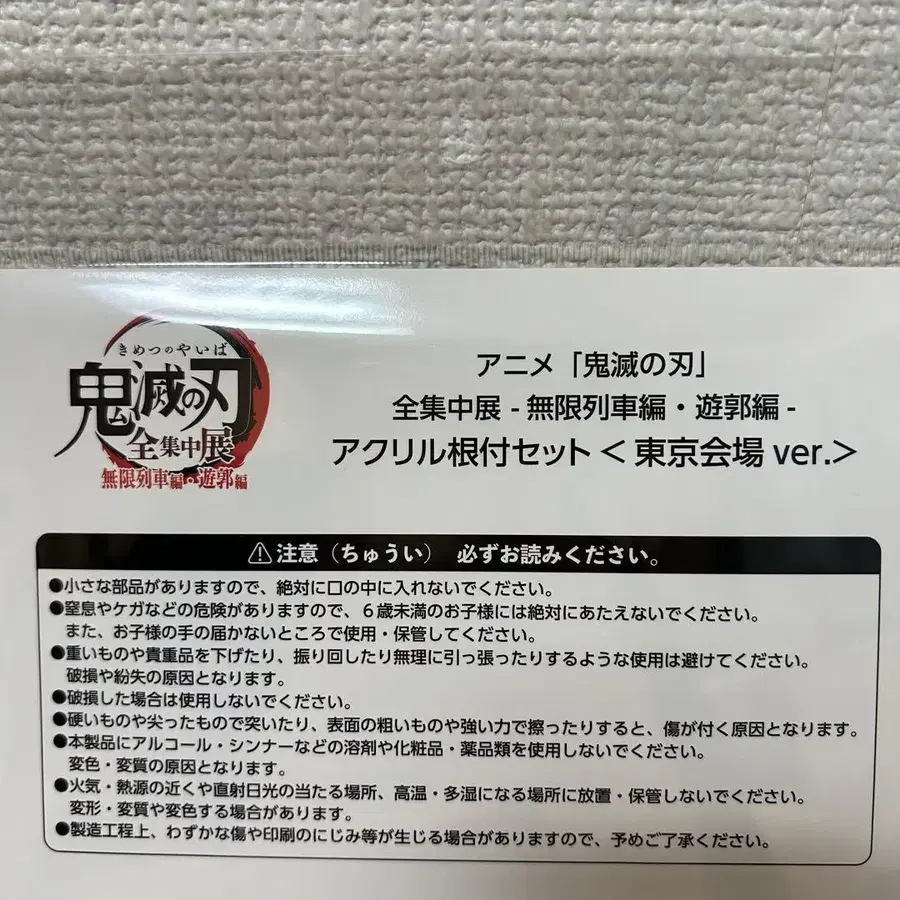 きめつのやいば
鬼滅の刃
全集中展
無限列車編・遊郭編
アニメ「鬼滅の刃」
全集中展 - 無限列車編・遊郭編 -
アクリル根付セット＜東京会場 ver.＞
⚠注意（ちゅうい） 必ずお読みください。
●小さな部品がありますので、絶対に口の中に入れないでください。
●窒息やケガなどの危険がありますので、６歳未満のお子様には絶対にあたえないでください。
また、お子様の手の届かないところで使用・保管してください。
●重いものや貴重品を下げたり、振り回したり無理に引っ張ったりするような使用は避けてください。
破損や紛失の原因となります。
●破損した場合は使用しないでください。
●硬いものや尖ったもので突いたり、表面の粗いものや強い力で擦ったりすると、傷が付く原因となります。
●本製品にアルコール・シンナーなどの溶剤や化粧品・薬品類を使用しないでください。
変色・変質の原因となります。
●火気・熱源の近くや直射日光の当たる場所、高温・多湿になる場所に放置・保管しないでください。
変形・変質や変色する場合があります。
●製造工程上、わずかな傷や印刷のにじみ等が生じる場合がありますので、予めご了承ください。